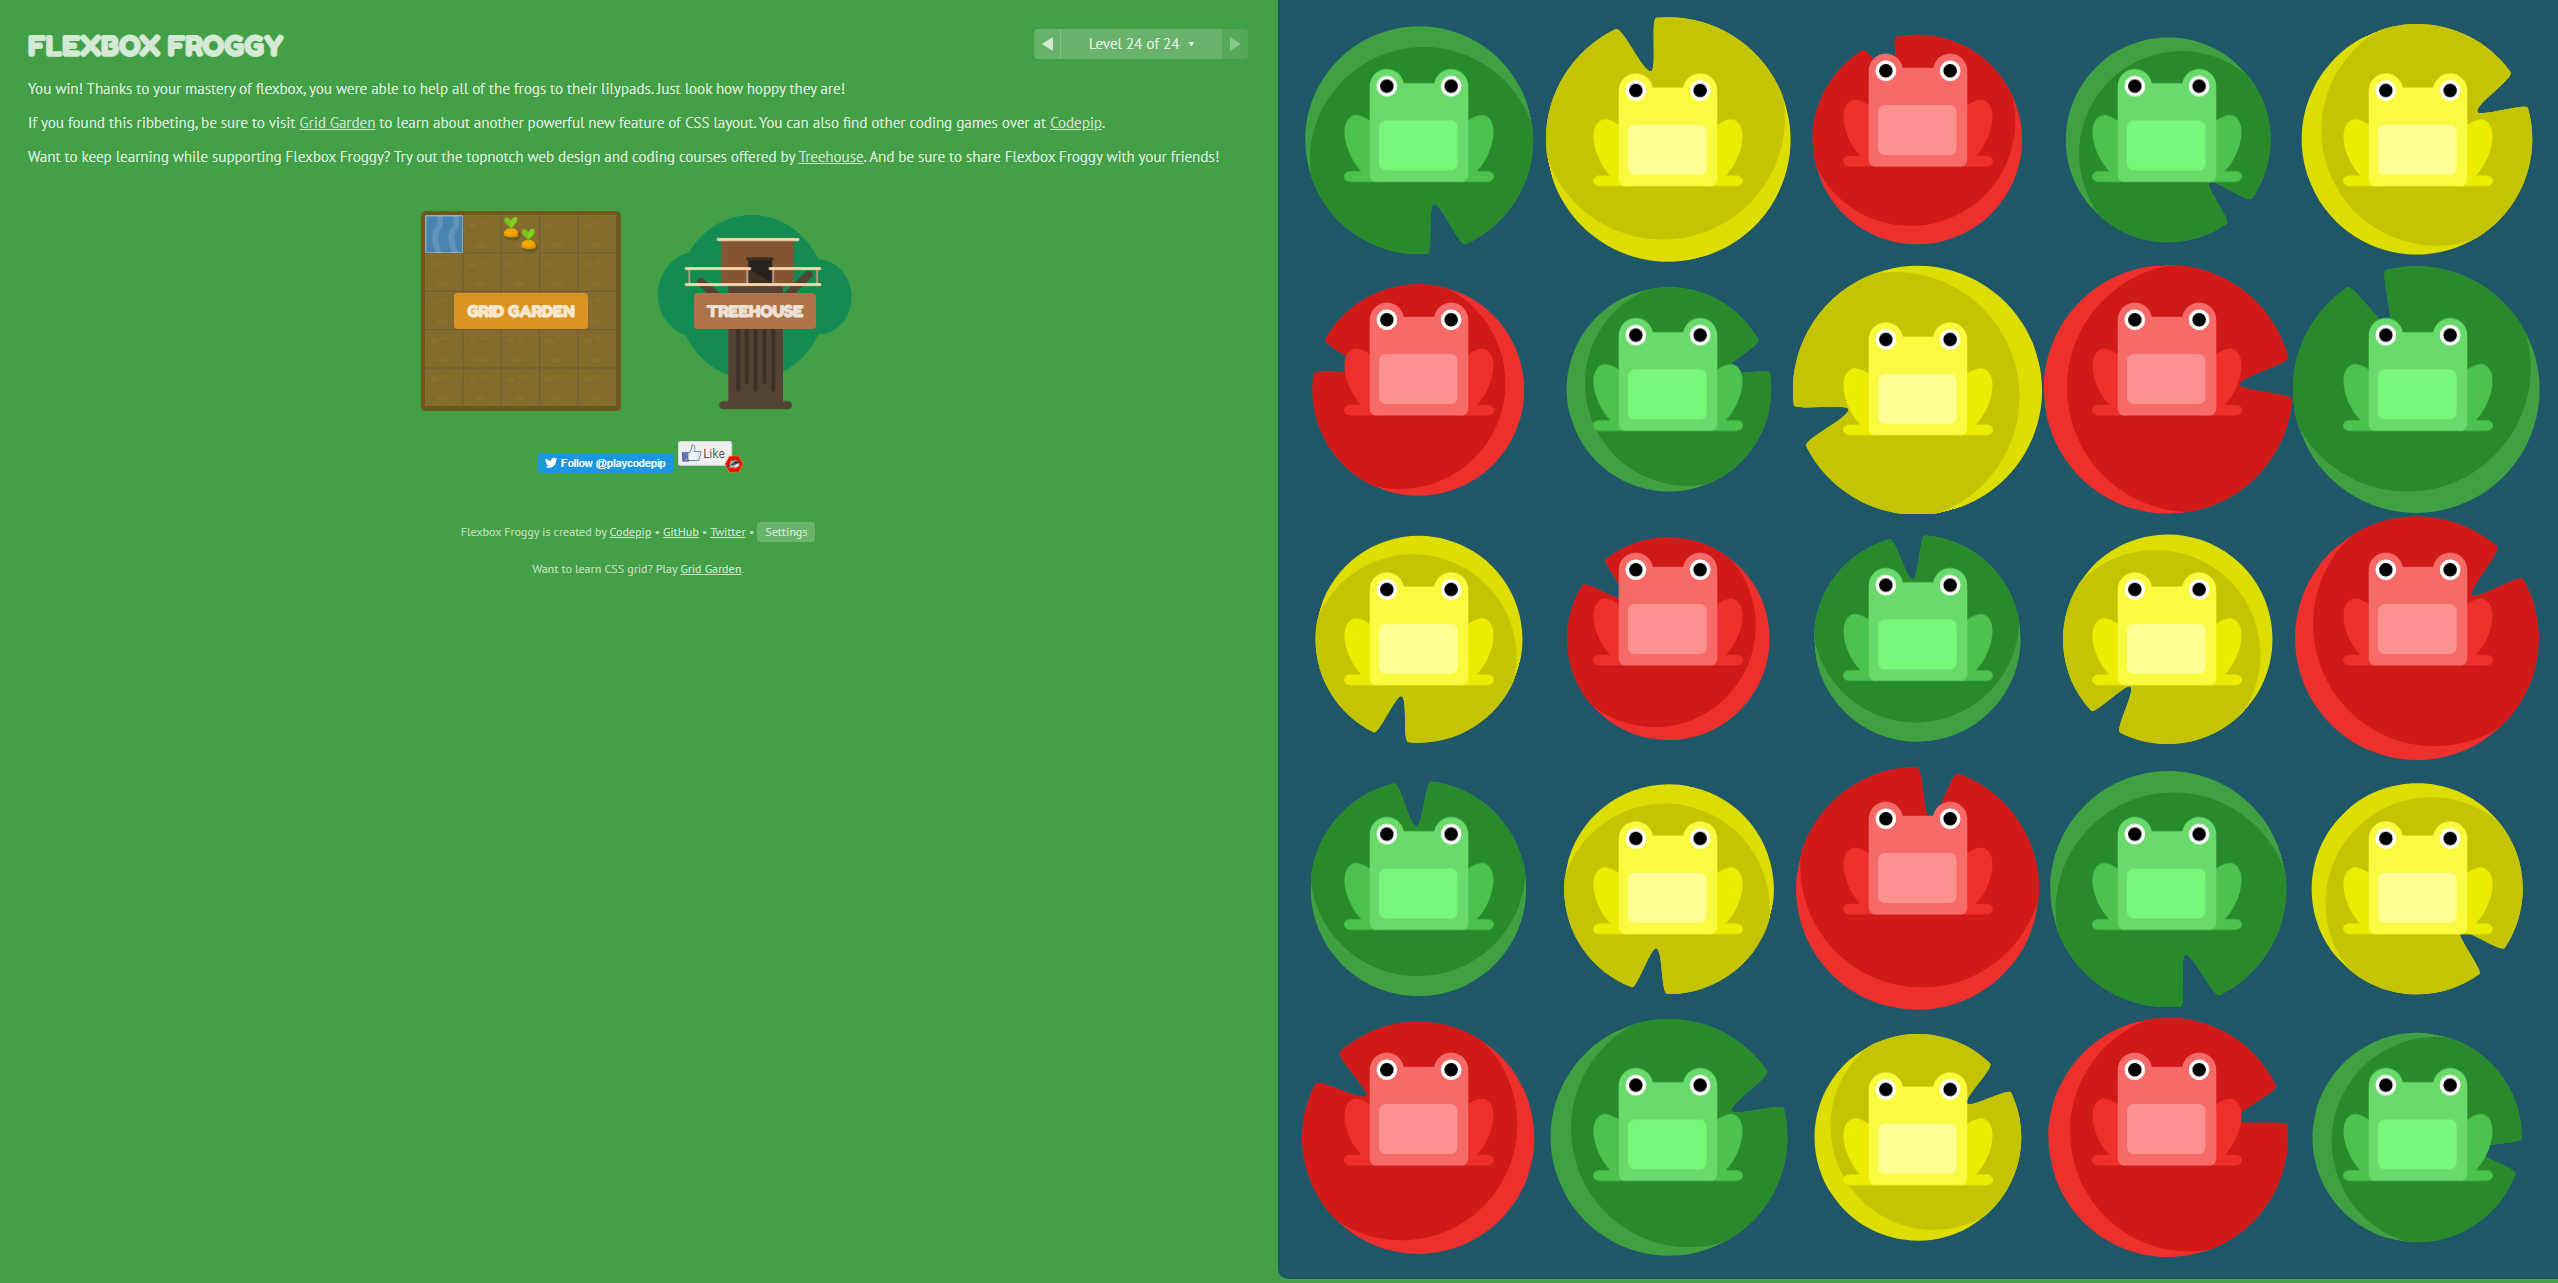 FLEXBOX FROGGY
Level 24 of 24
You win! Thanks to your mastery of flexbox, you were able to help all of the frogs to their lilypads. Just look how hoppy they are!
If you found this ribbeting, be sure to visit Grid Garden to learn about another powerful new feature of CSS layout. You can also find other coding games over at Codepip.
Want to keep learning while supporting Flexbox Froggy? Try out the topnotch web design and coding courses offered by Treehouse. And be sure to share Flexbox Froggy with your friends!
GRID GARDEN
TREEHOUSE
Follow @playcodepip
Like
Flexbox Froggy is created by Codepip • GitHub • Twitter • Settings
Want to learn CSS grid? Play Grid Garden.